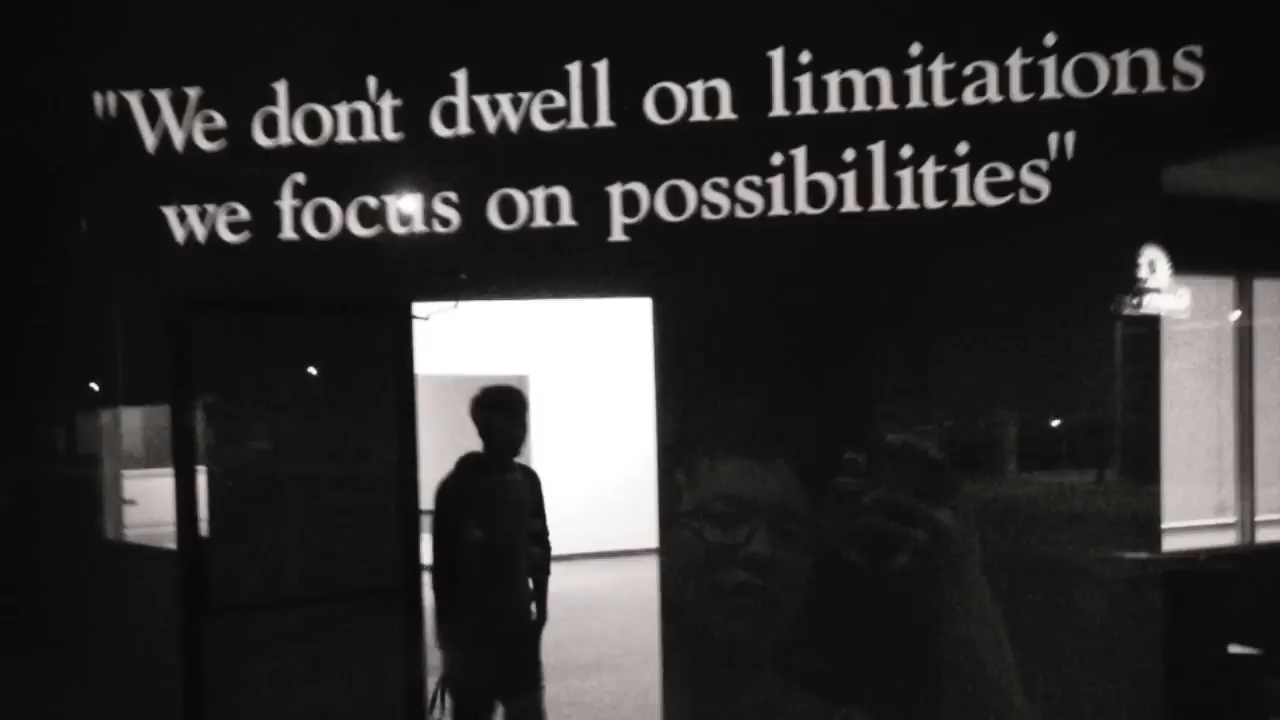 "We don't dwell on limitations
we focus on possibilities"